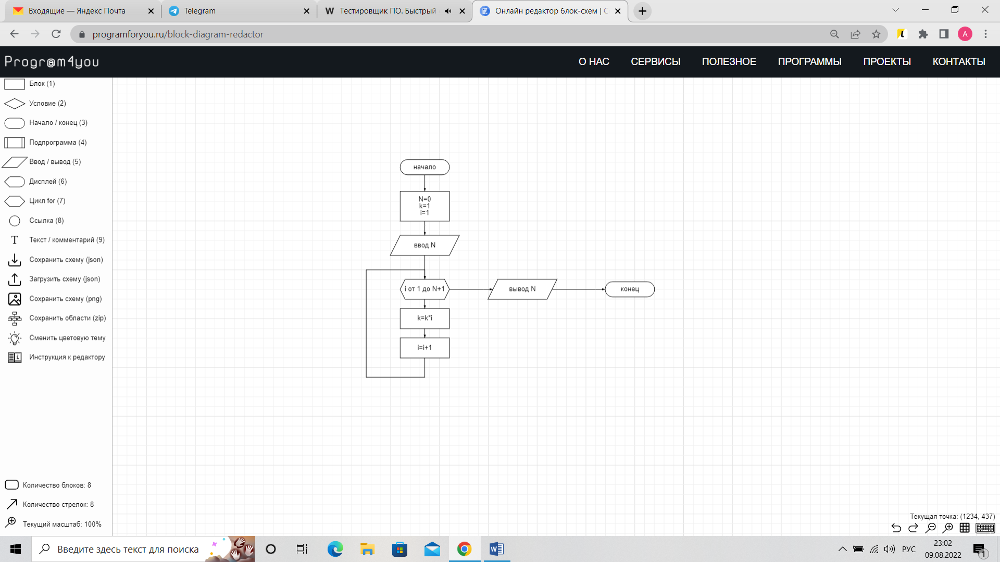 Входящие — Яндекс Почта
Telegram
W Тестировщик ПО. Быстрый
Онлайн редактор блок-схем | С
programforyou.ru/block-diagram-redactor
A
Progr@m4you
О НАС
СЕРВИСЫ
ПОЛЕЗНОЕ
ПРОГРАММЫ
ПРОЕКТЫ
КОНТАКТЫ
Блок (1)
Условие (2)
Начало / конец (3)
Подпрограмма (4)
Ввод / вывод (5)
Дисплей (6)
Цикл for (7)
Ссылка (8)
T Текст / комментарий (9)
Сохранить схему (json)
Загрузить схему (json)
Сохранить схему (png)
Сохранить области (zip)
Сменить цветовую тему
Инструкция к редактору
начало
N=0
k=1
i=1
ввод N
i от 1 до N+1
вывод N
конец
k=k*i
i=i+1
Количество блоков: 8
Количество стрелок: 8
Текущий масштаб: 100%
Текущая точка: (1234, 437)
Введите здесь текст для поиска
РУС
23:02
09.08.2022
1